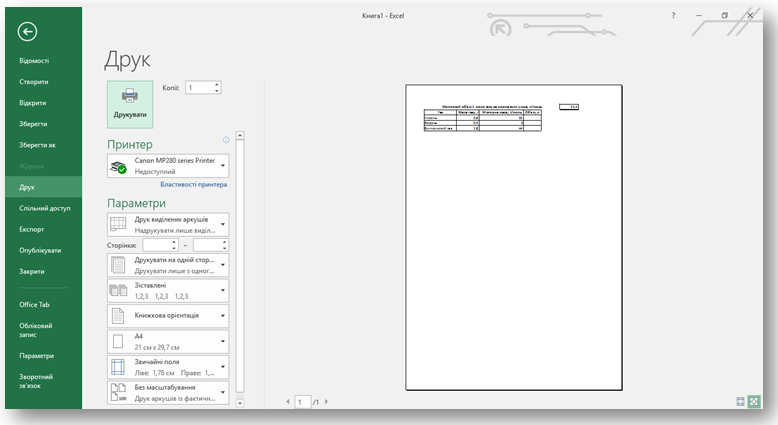 Книга1 - Excel
?
Відомості
Створити
Відкрити
Зберегти
Зберегти як
Журнал
Друк
Спільний доступ
Експорт
Опублікувати
Закрити
Office Tab
Обліковий
запис
Параметри
Зворотний
зв'язок
Друк
Друкувати
Копії: 1
Принтер
Canon MP280 series Printer
Недоступний
Властивості принтера
Параметри
Друк виділених аркушів
Надрукувати лише виділ...
Сторінки: –
Друкувати на одній стор...
Друкувати лише з одног...
Зіставлені
1,2,3 1,2,3 1,2,3
Книжкова орієнтація
A4
21 см x 29,7 см
Звичайні поля
Ліве: 1,78 см Праве: 1,...
Без масштабування
Друк аркушів із фактичн...
100
1 /1